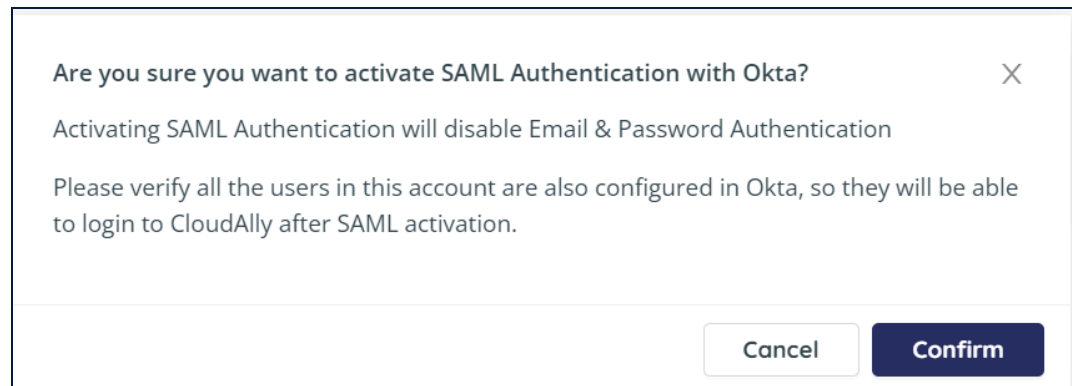 Are you sure you want to activate SAML Authentication with Okta?
Activating SAML Authentication will disable Email & Password Authentication
Please verify all the users in this account are also configured in Okta, so they will be able
to login to CloudAlly after SAML activation.
Cancel
Confirm